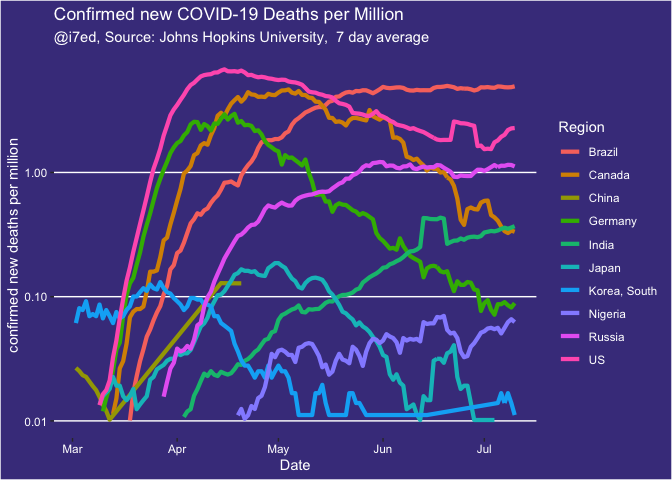 Confirmed new COVID-19 Deaths per Million
@i7ed, Source: Johns Hopkins University,  7 day average
confirmed new deaths per million
1.00
0.10
0.01
Mar
Apr
May
Jun
Jul
Date
Region
Brazil
Canada
China
Germany
India
Japan
Korea, South
Nigeria
Russia
US